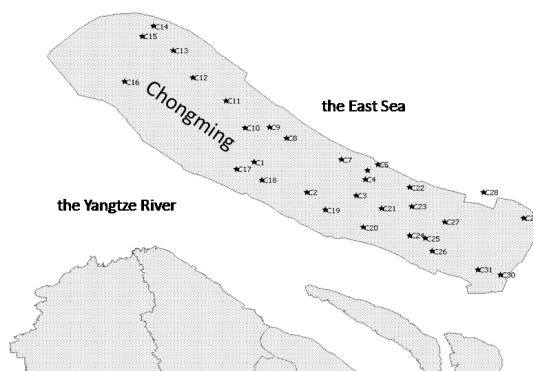 C14
C15
C13
C16
C12
Chongming
C11
the East Sea
C10
C9
C8
C1
C17
C18
C7
C5
C4
C2
C3
C22
C28
the Yangtze River
C19
C21
C23
C20
C27
C24
C25
C26
C31
C30